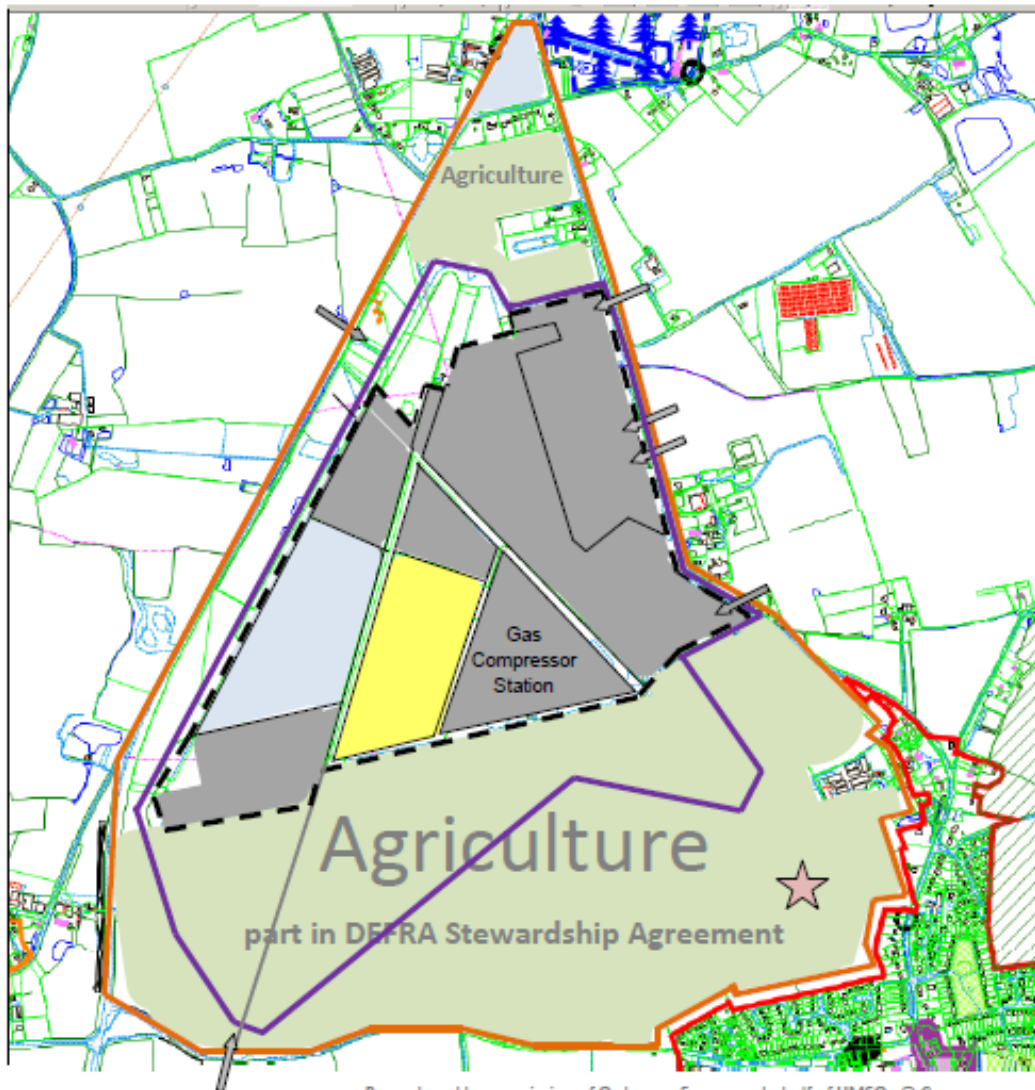 Agriculture
Gas
Compressor
Station
Agriculture
part in DEFRA Stewardship Agreement